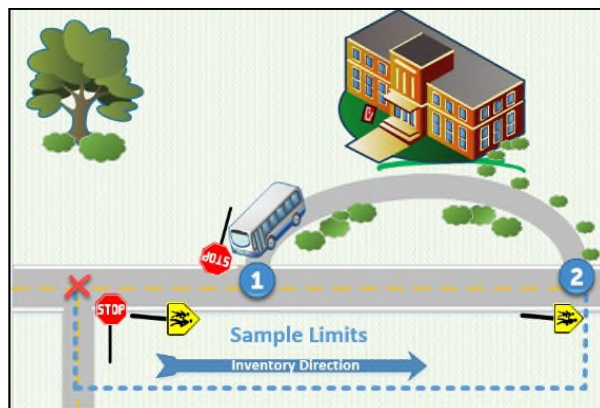 STOP
1
2
STOP
Sample Limits
Inventory Direction